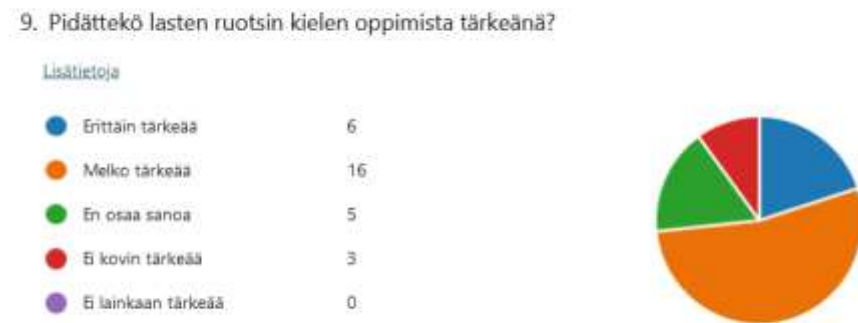 9. Pidättekö lasten ruotsin kielen oppimista tärkeänä?
Lisätietoja
Erittäin tärkeää 6
Melko tärkeää 16
En osaa sanoa 5
Ei kovin tärkeää 3
Ei lainkaan tärkeää 0